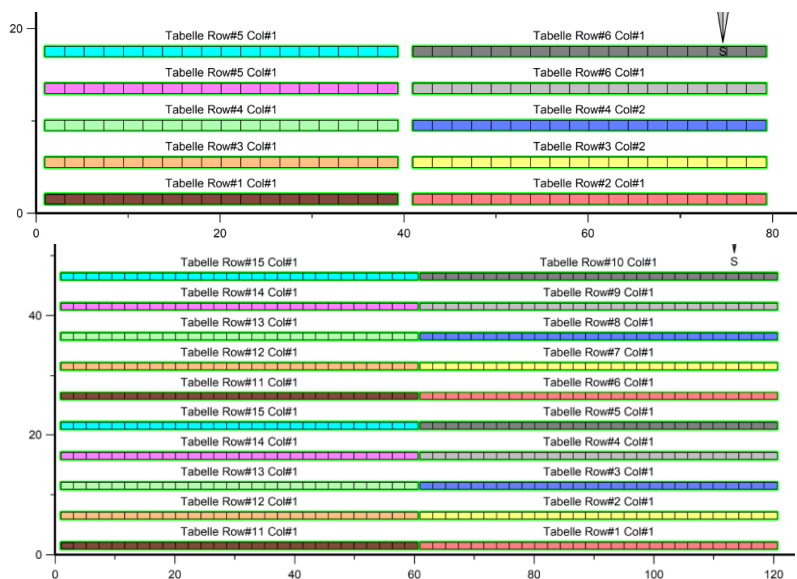 20
Tabelle Row#5 Col#1 Tabelle Row#6 Col#1
S
Tabelle Row#5 Col#1 Tabelle Row#6 Col#1
Tabelle Row#4 Col#1 Tabelle Row#4 Col#2
Tabelle Row#3 Col#1 Tabelle Row#3 Col#2
Tabelle Row#1 Col#1 Tabelle Row#2 Col#1
0
0 20 40 60 80
Tabelle Row#15 Col#1 Tabelle Row#10 Col#1 S
Tabelle Row#14 Col#1 Tabelle Row#9 Col#1
40
Tabelle Row#13 Col#1 Tabelle Row#8 Col#1
Tabelle Row#12 Col#1 Tabelle Row#7 Col#1
Tabelle Row#11 Col#1 Tabelle Row#6 Col#1
Tabelle Row#15 Col#1 Tabelle Row#5 Col#1
20
Tabelle Row#14 Col#1 Tabelle Row#4 Col#1
Tabelle Row#13 Col#1 Tabelle Row#3 Col#1
Tabelle Row#12 Col#1 Tabelle Row#2 Col#1
Tabelle Row#11 Col#1 Tabelle Row#1 Col#1
0
0 20 40 60 80 100 120